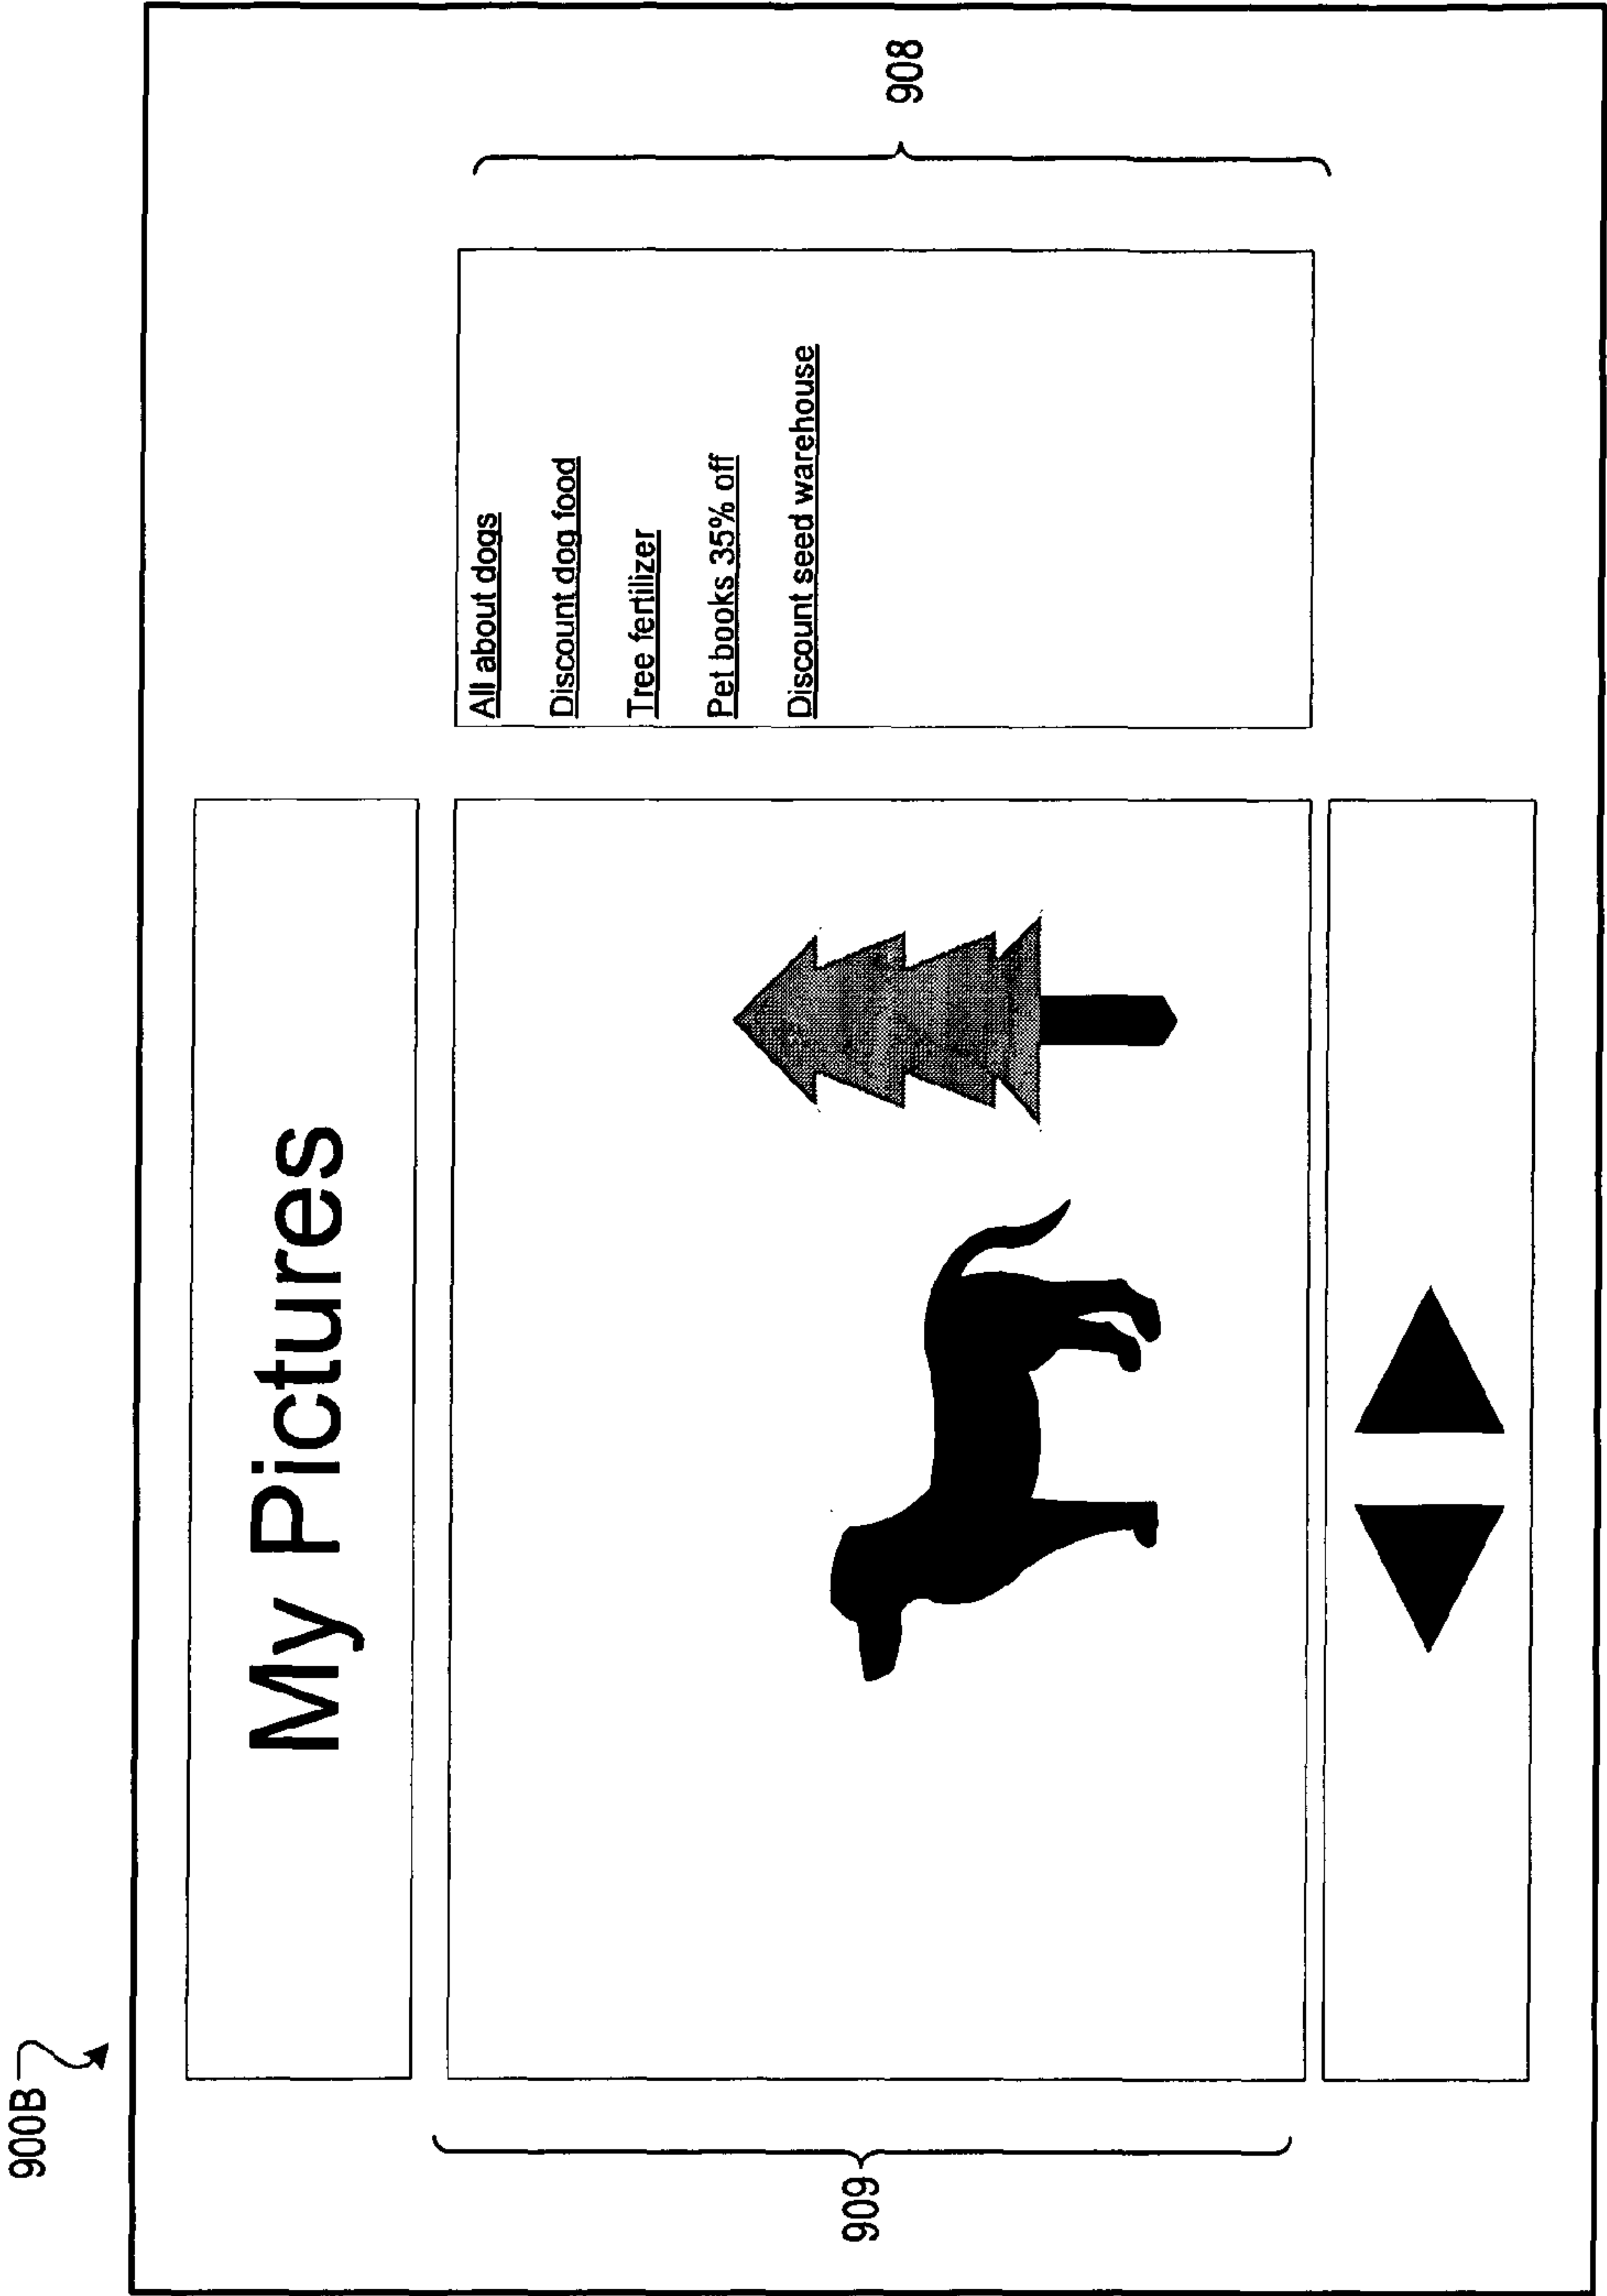 900B
My Pictures
909
All about dogs
Discount dog food
Tree fertilizer
Pet books 35% off
Discount seed warehouse
908